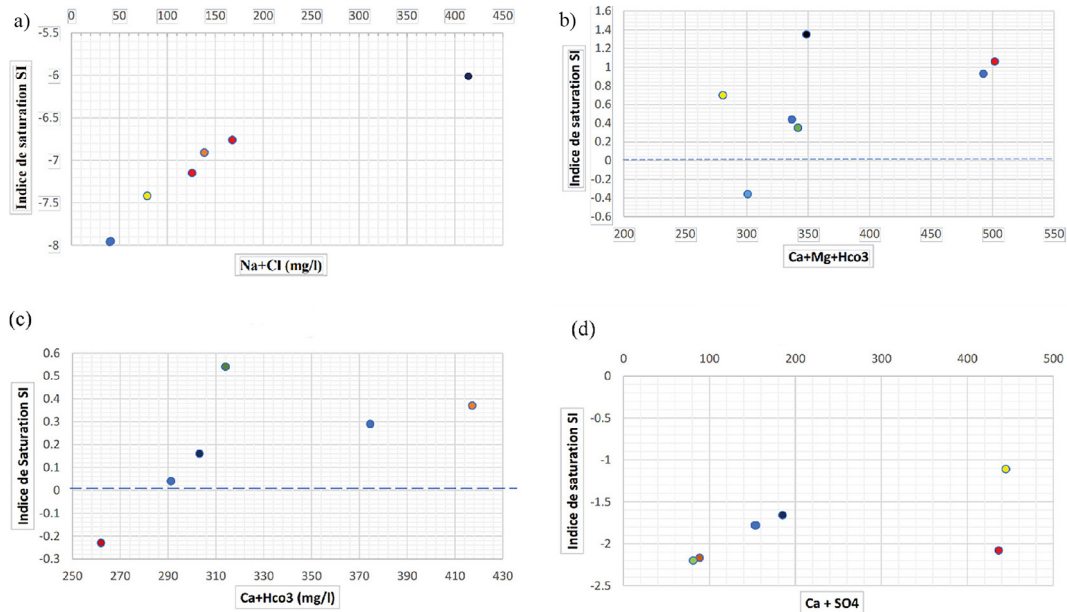 a)
0 50 100 150 200 250 300 350 400 450
-5.5
-6
-6.5
-7
-7.5
-8
Indice de saturation SI
Na+Cl (mg/l)
b)
1.6
1.4
1.2
1
0.8
0.6
0.4
0.2
0
-0.2
-0.4
-0.6
Indice de saturation SI
200 250 300 350 400 450 500 550
Ca+Mg+Hco3
(c)
0.6
0.5
0.4
0.3
0.2
0.1
0
-0.1
-0.2
-0.3
Indice de Saturation SI
250 270 290 310 330 350 370 390 410 430
Ca+Hco3 (mg/l)
(d)
0 100 200 300 400 500
0
-0.5
-1
-1.5
-2
-2.5
Indice de saturation SI
Ca + SO4